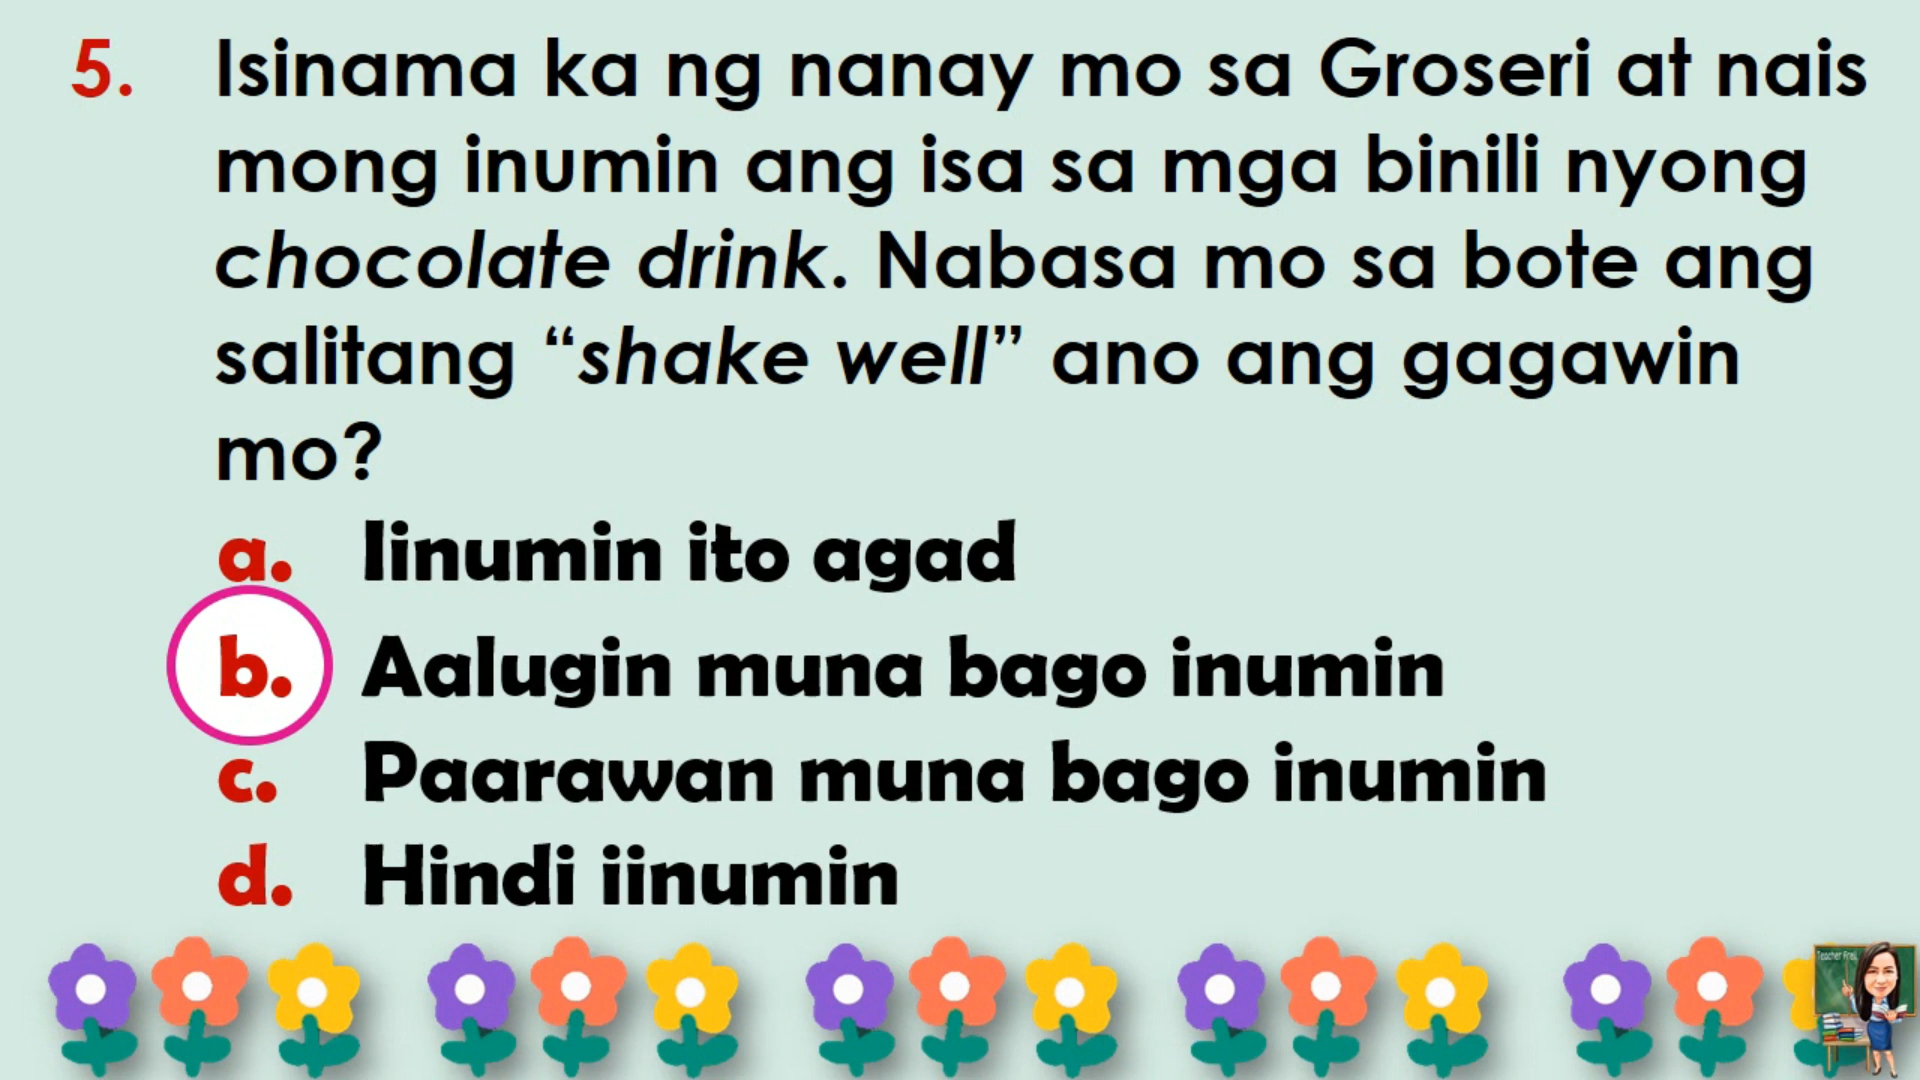 5. Isinama ka ng nanay mo sa Groseri at nais
mong inumin ang isa sa mga binili nyong
chocolate drink. Nabasa mo sa bote ang
salitang “shake well” ano ang gagawin
mo?
a. Iinumin ito agad
b. Aalugin muna bago inumin
c. Paarawan muna bago inumin
d. Hindi iinumin